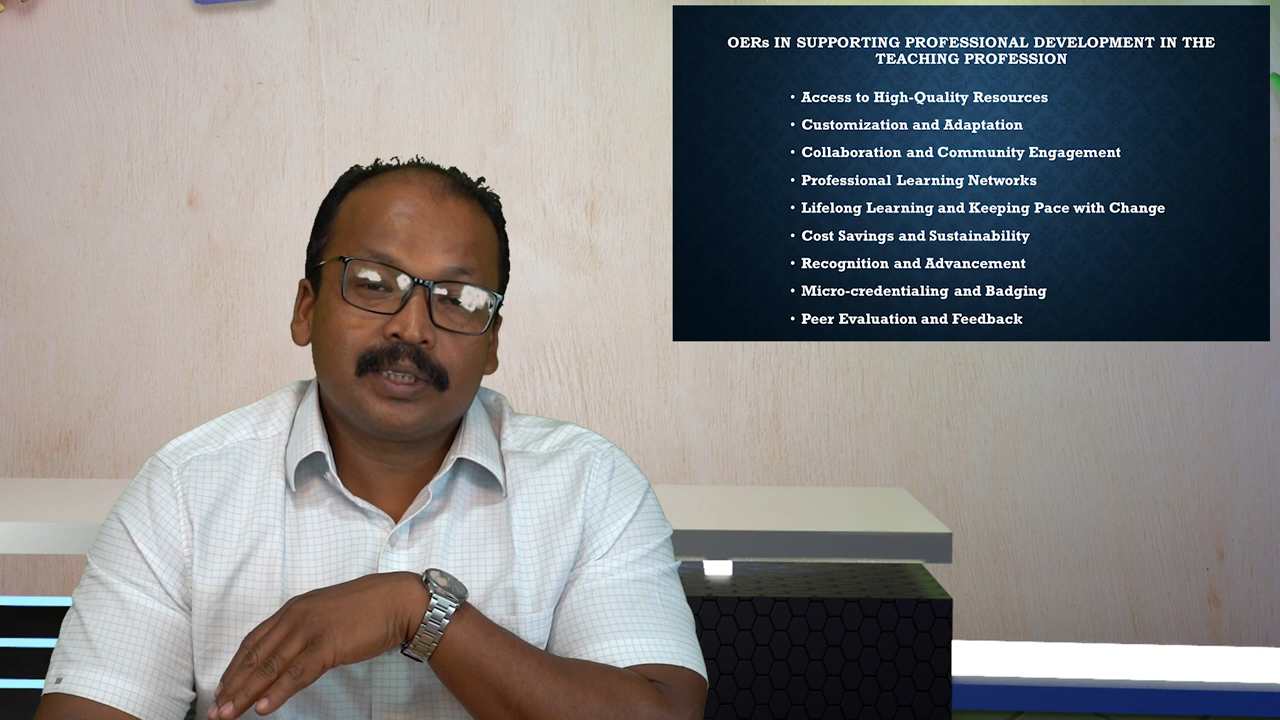 OERs IN SUPPORTING PROFESSIONAL DEVELOPMENT IN THE
TEACHING PROFESSION
• Access to High-Quality Resources
• Customization and Adaptation
• Collaboration and Community Engagement
• Professional Learning Networks
• Lifelong Learning and Keeping Pace with Change
• Cost Savings and Sustainability
• Recognition and Advancement
• Micro-credentialing and Badging
• Peer Evaluation and Feedback